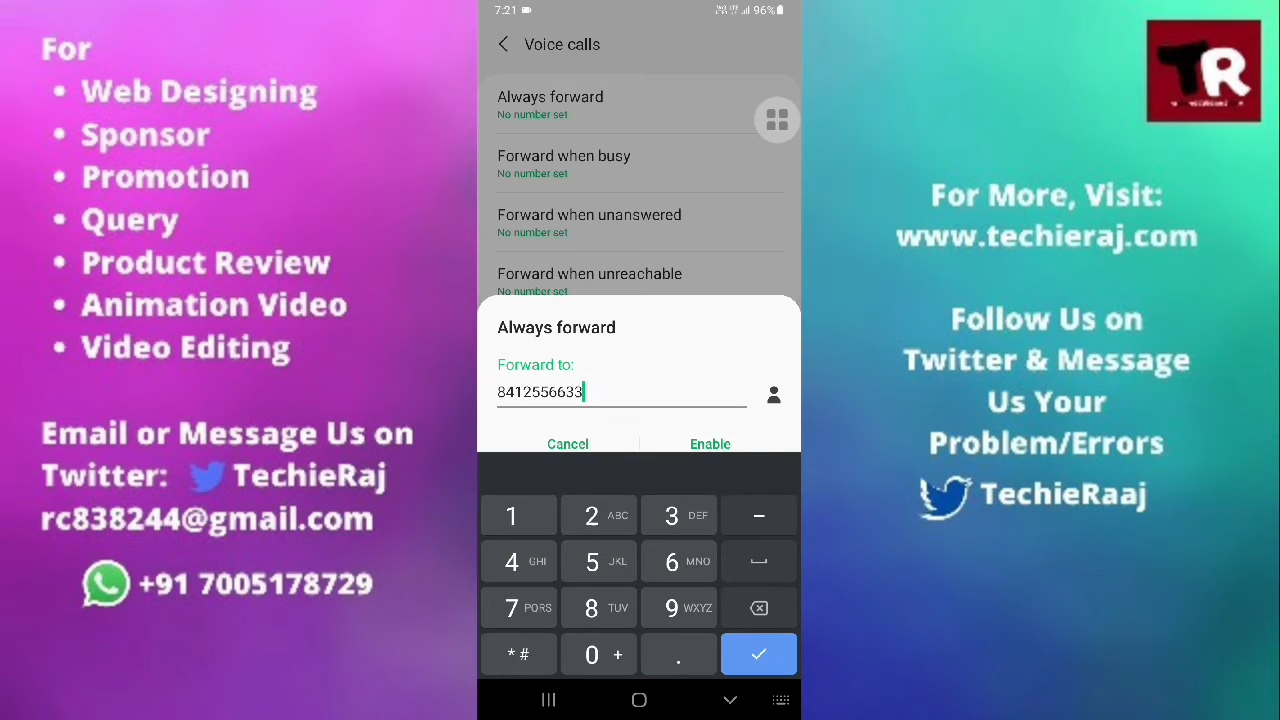 For
• Web Designing
• Sponsor
• Promotion
• Query
• Product Review
• Animation Video
• Video Editing
Email or Message Us on
Twitter: TechieRaj
rc838244@gmail.com
+91 7005178729
7:21
96%
Voice calls
Always forward
No number set
Forward when busy
No number set
Forward when unanswered
No number set
Forward when unreachable
No number set
Always forward
Forward to:
8412556633
Cancel
Enable
1
2 ABC
3 DEF
–
4 GHI
5 JKL
6 MNO
7 PQRS
8 TUV
9 WXYZ
* #
0 +
.
TR
For More, Visit:
www.techieraj.com
Follow Us on
Twitter & Message
Us Your
Problem/Errors
TechieRaaj